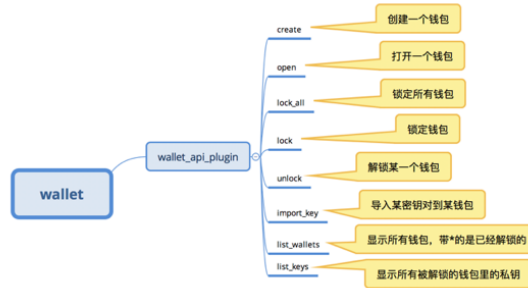 wallet
wallet_api_plugin
create
创建一个钱包
open
打开一个钱包
lock_all
锁定所有钱包
lock
锁定钱包
unlock
解锁某一个钱包
import_key
导入某密钥对到某钱包
list_wallets
显示所有钱包，带*的是已经解锁的
list_keys
显示所有被解锁的钱包里的私钥